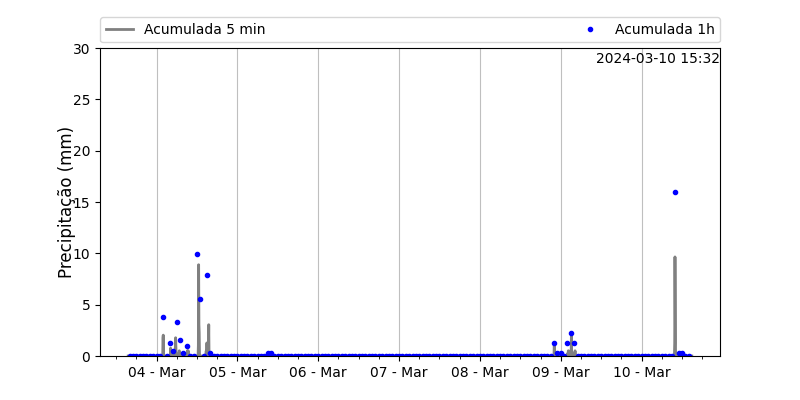 Acumulada 5 min
Acumulada 1h
2024-03-10 15:32
Precipitação (mm)
30
25
20
15
10
5
0
04 - Mar
05 - Mar
06 - Mar
07 - Mar
08 - Mar
09 - Mar
10 - Mar